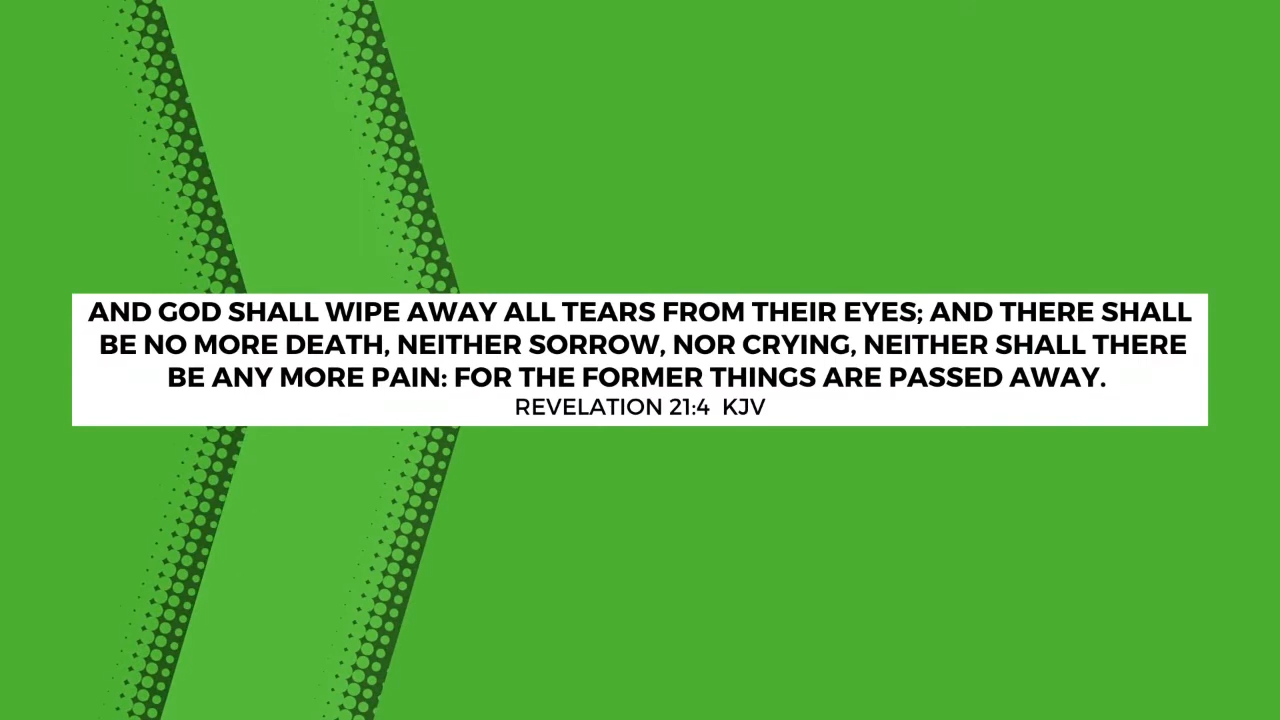 AND GOD SHALL WIPE AWAY ALL TEARS FROM THEIR EYES; AND THERE SHALL
BE NO MORE DEATH, NEITHER SORROW, NOR CRYING, NEITHER SHALL THERE
BE ANY MORE PAIN: FOR THE FORMER THINGS ARE PASSED AWAY.
REVELATION 21:4 KJV